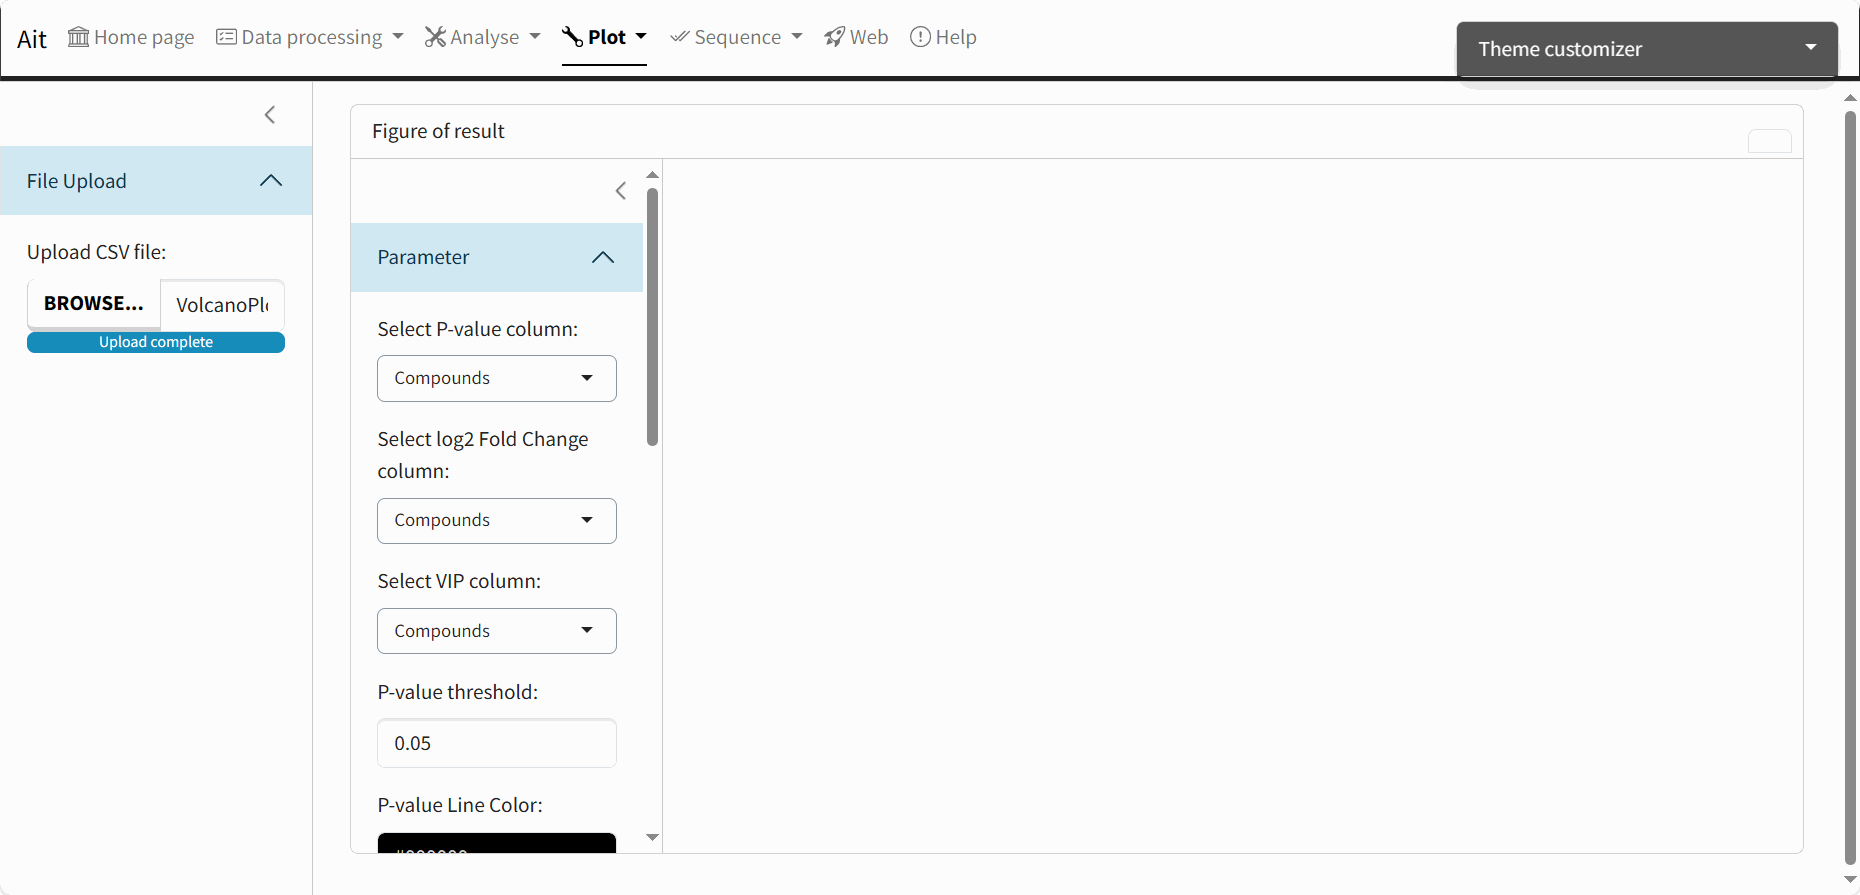 Ait Home page Data processing Analyse Plot Sequence Web Help Theme customizer
Figure of result
File Upload
Upload CSV file:
BROWSE... VolcanoPl
Upload complete
Parameter
Select P-value column:
Compounds
Select log2 Fold Change
column:
Compounds
Select VIP column:
Compounds
P-value threshold:
0.05
P-value Line Color: